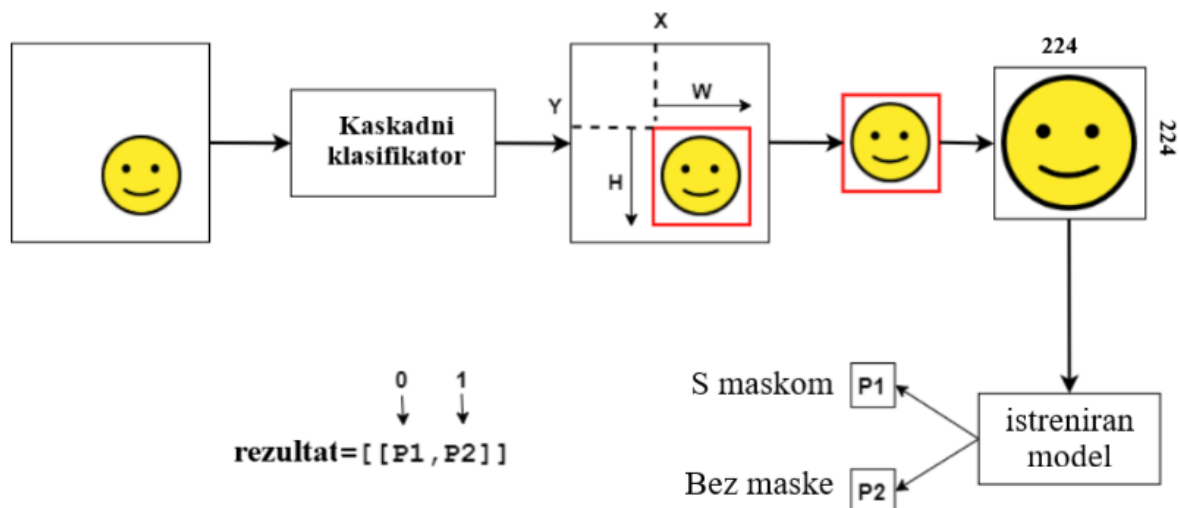 X
224
Y
W
Kaskadni
klasifikator
224
H
0 1
S maskom P1
rezultat=[[P1,P2]]
istreniran
model
Bez maske P2